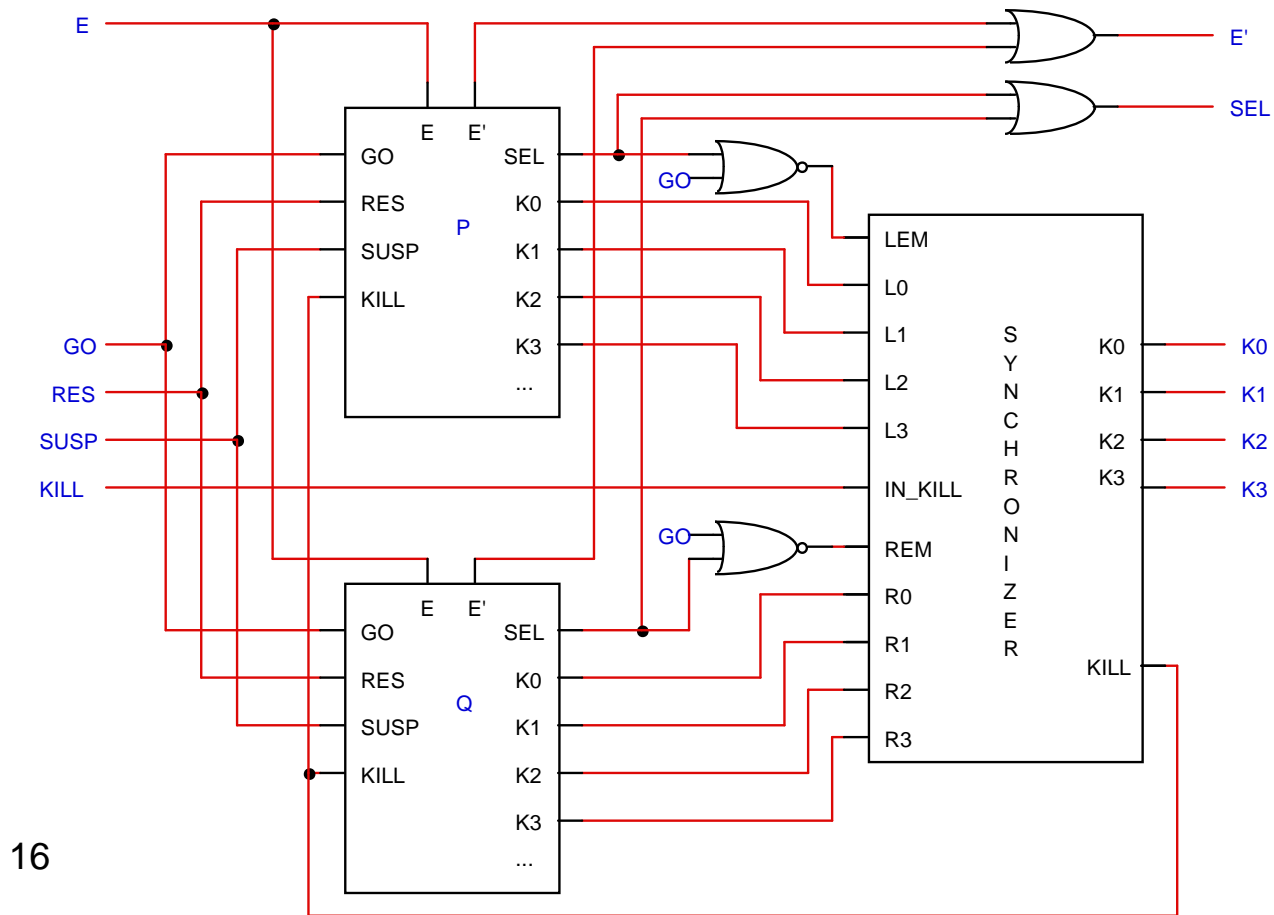 E
E'
SEL
E E'
GO
RES
SUSP
KILL
P
SEL
K0
K1
K2
K3
...
GO
GO
RES
SUSP
KILL
LEM
L0
L1
L2
L3
IN_KILL
REM
R0
R1
R2
R3
S
Y
N
C
H
R
O
N
I
Z
E
R
K0
K1
K2
K3
KILL
K0
K1
K2
K3
GO
E E'
GO
RES
SUSP
KILL
Q
SEL
K0
K1
K2
K3
...
16